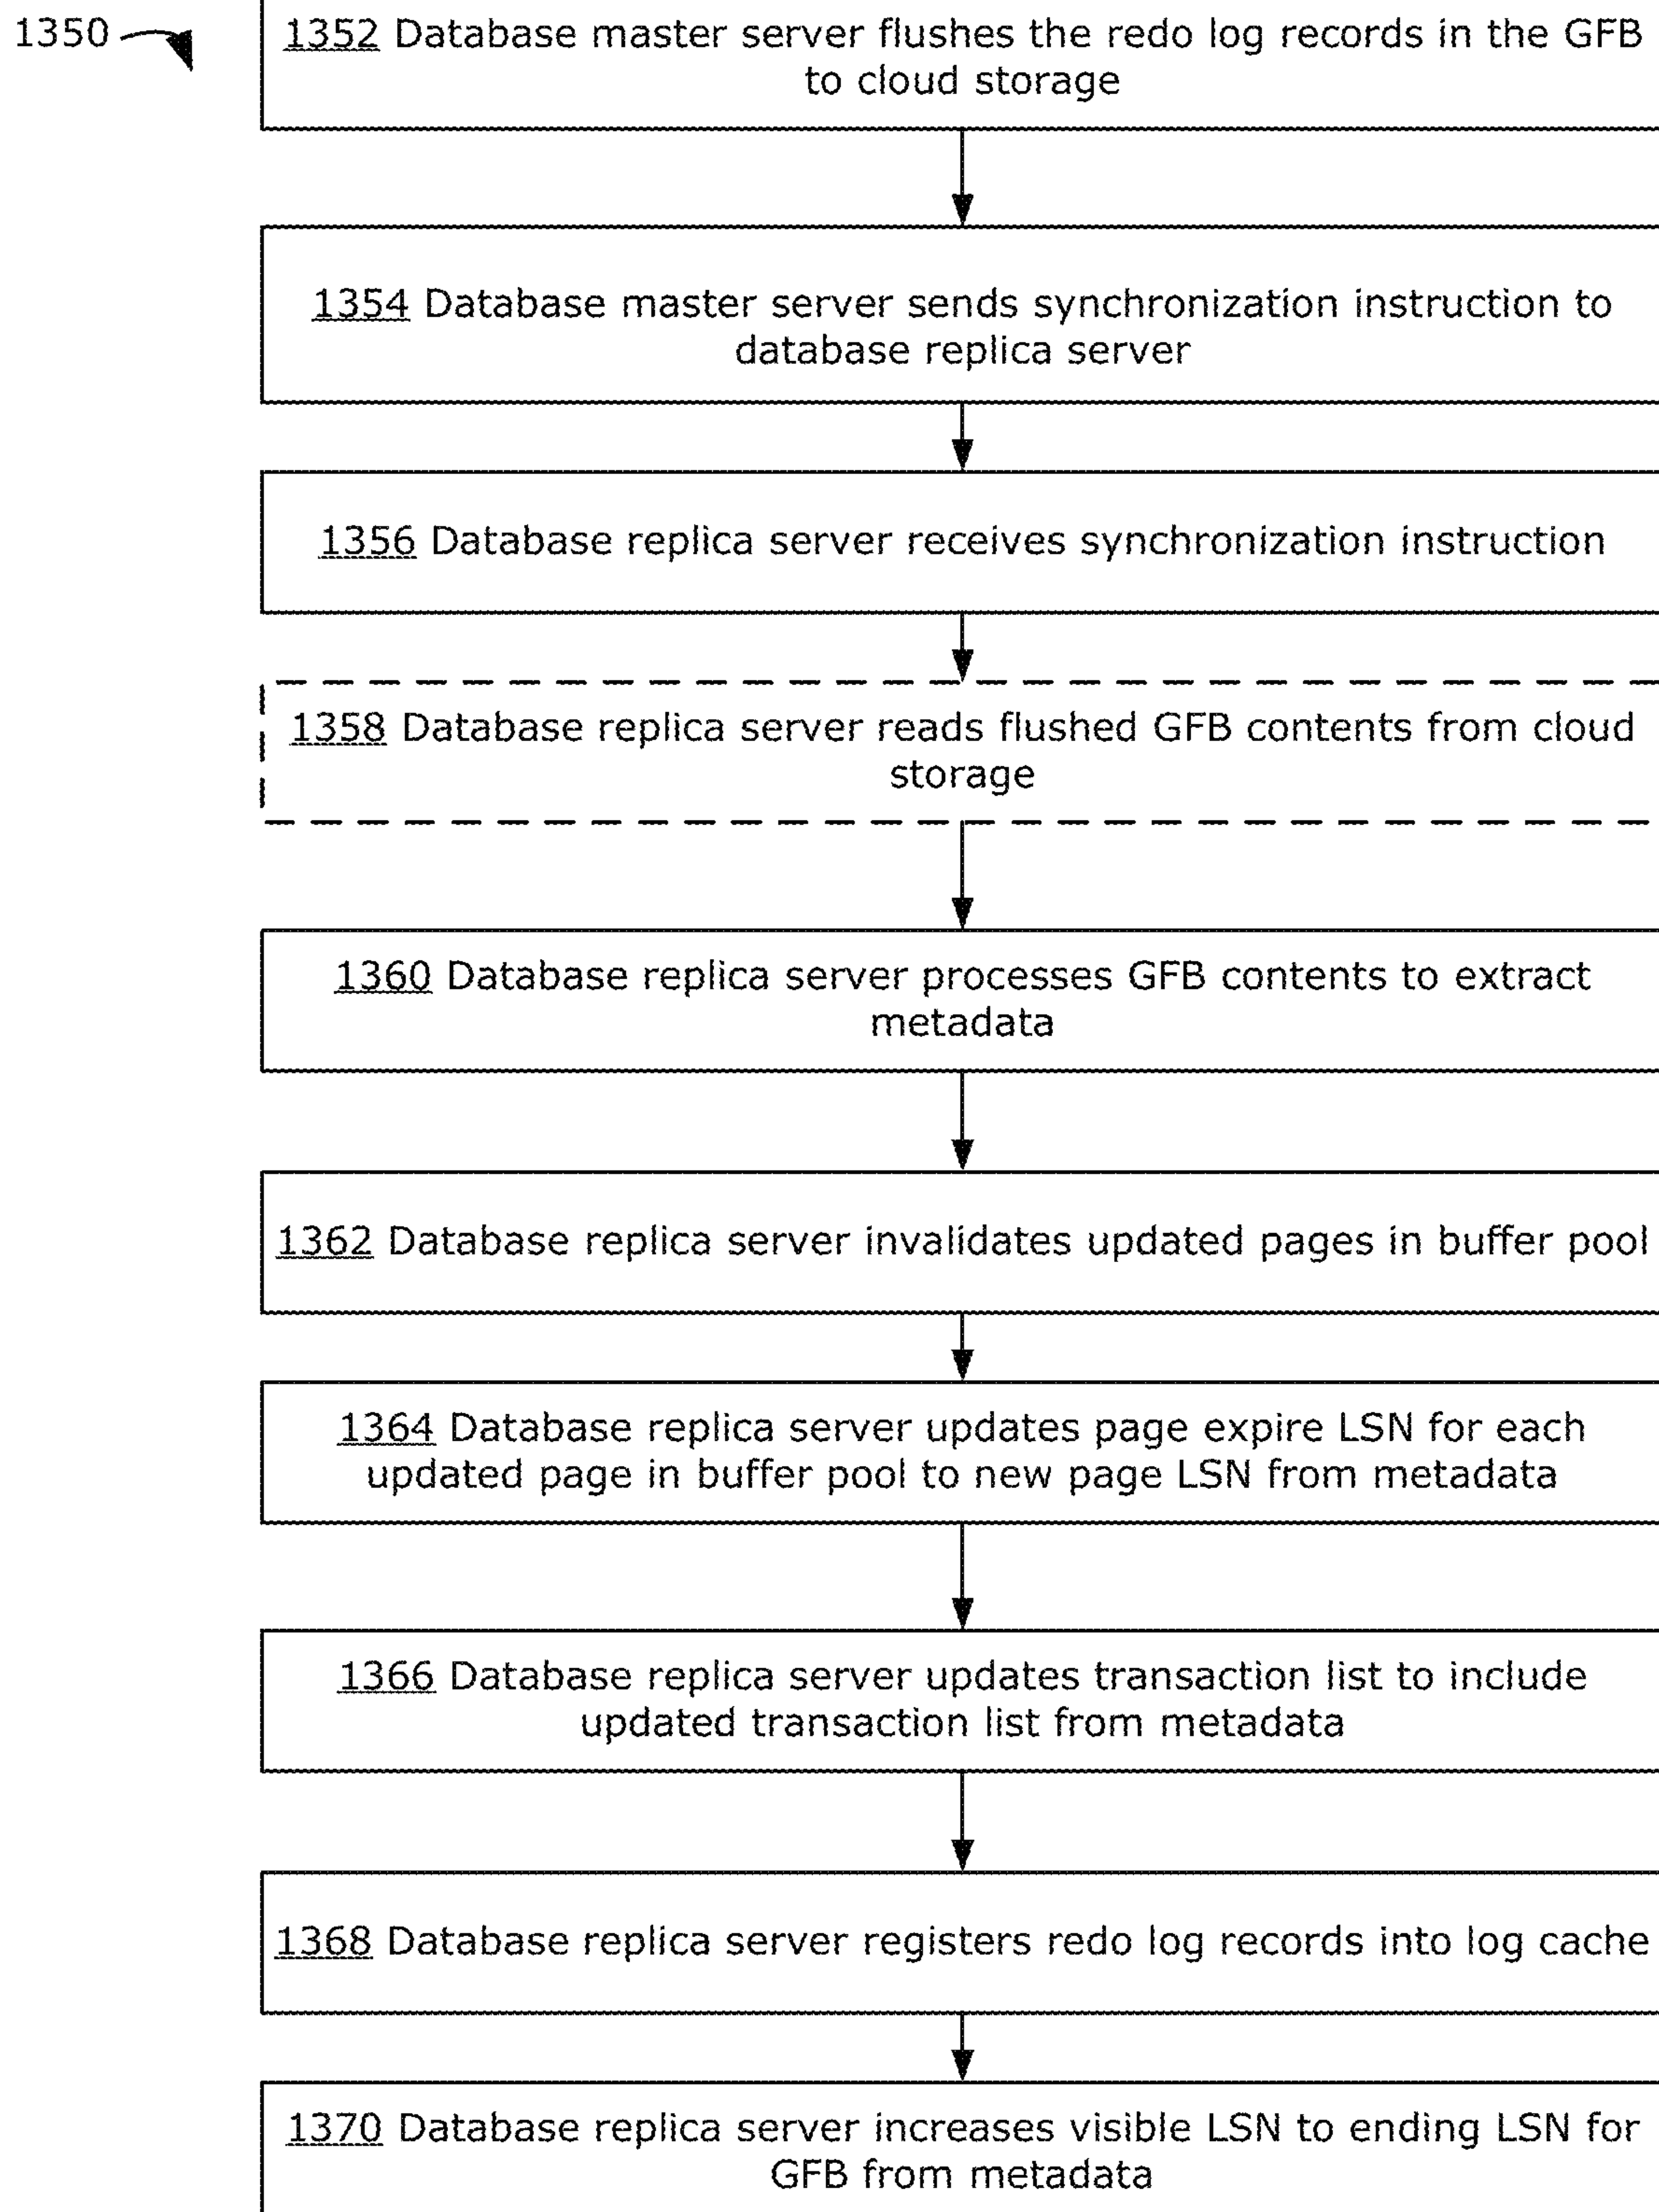 1350
1352 Database master server flushes the redo log records in the GFB
to cloud storage
1354 Database master server sends synchronization instruction to
database replica server
1356 Database replica server receives synchronization instruction
1358 Database replica server reads flushed GFB contents from cloud
storage
1360 Database replica server processes GFB contents to extract
metadata
1362 Database replica server invalidates updated pages in buffer pool
1364 Database replica server updates page expire LSN for each
updated page in buffer pool to new page LSN from metadata
1366 Database replica server updates transaction list to include
updated transaction list from metadata
1368 Database replica server registers redo log records into log cache
1370 Database replica server increases visible LSN to ending LSN for
GFB from metadata